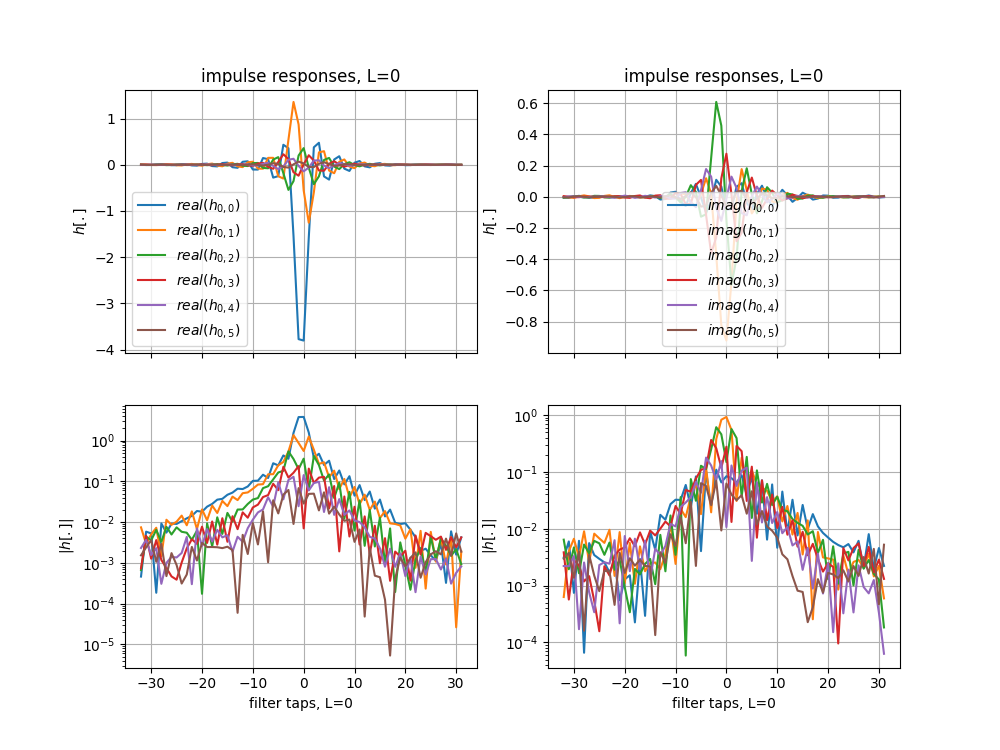 impulse responses, L=0
1
0
−1
−2
−3
−4
h[.]
real(h0,0)
real(h0,1)
real(h0,2)
real(h0,3)
real(h0,4)
real(h0,5)
impulse responses, L=0
0.6
0.4
0.2
0.0
−0.2
−0.4
−0.6
−0.8
h[.]
imag(h0,0)
imag(h0,1)
imag(h0,2)
imag(h0,3)
imag(h0,4)
imag(h0,5)
10^0
10^−1
10^−2
10^−3
10^−4
10^−5
|h[.]|
−30 −20 −10 0 10 20 30
filter taps, L=0
10^0
10^−1
10^−2
10^−3
10^−4
|h[.]|
−30 −20 −10 0 10 20 30
filter taps, L=0